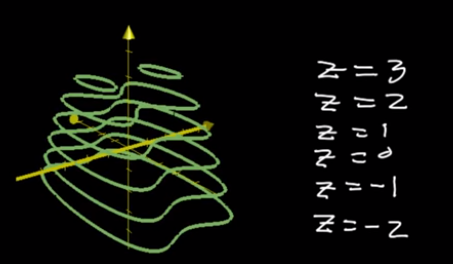 z = 3
z = 2
z = 1
z = 0
z = -1
z = -2